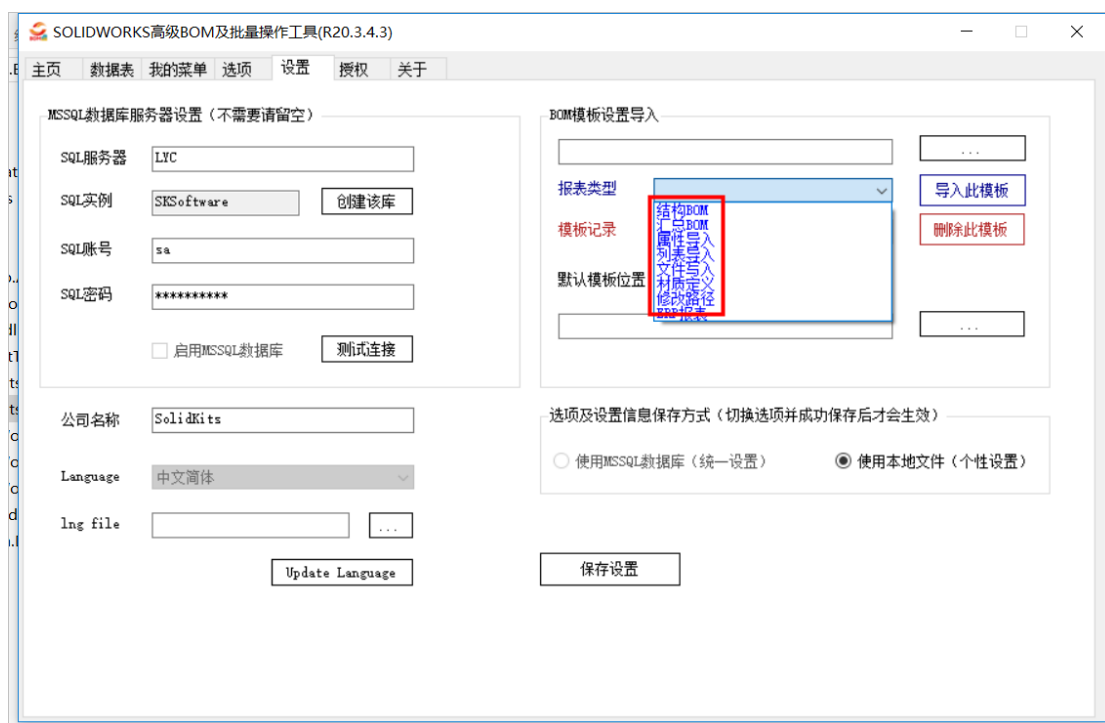 SOLIDWORKS高级BOM及批量操作工具(R20.3.4.3)
主页 数据表 我的菜单 选项 设置 授权 关于
MSSQL数据库服务器设置（不需要请留空）
SQL服务器 LYC
SQL实例 SKSoftware 创建该库
SQL账号 sa
SQL密码 **********
启用MSSQL数据库 测试连接
公司名称 SolidKits
Language 中文简体
lng file ...
Update Language
BOM模板设置导入
...
报表类型 导入此模板
结构BOM
汇总BOM
属性导入
列表导入
文件写入
材质定义
修改路径
ERP报表
模板记录 删除此模板
默认模板位置
...
选项及设置信息保存方式（切换选项并成功保存后才会生效）
使用MSSQL数据库（统一设置） 使用本地文件（个性设置）
保存设置